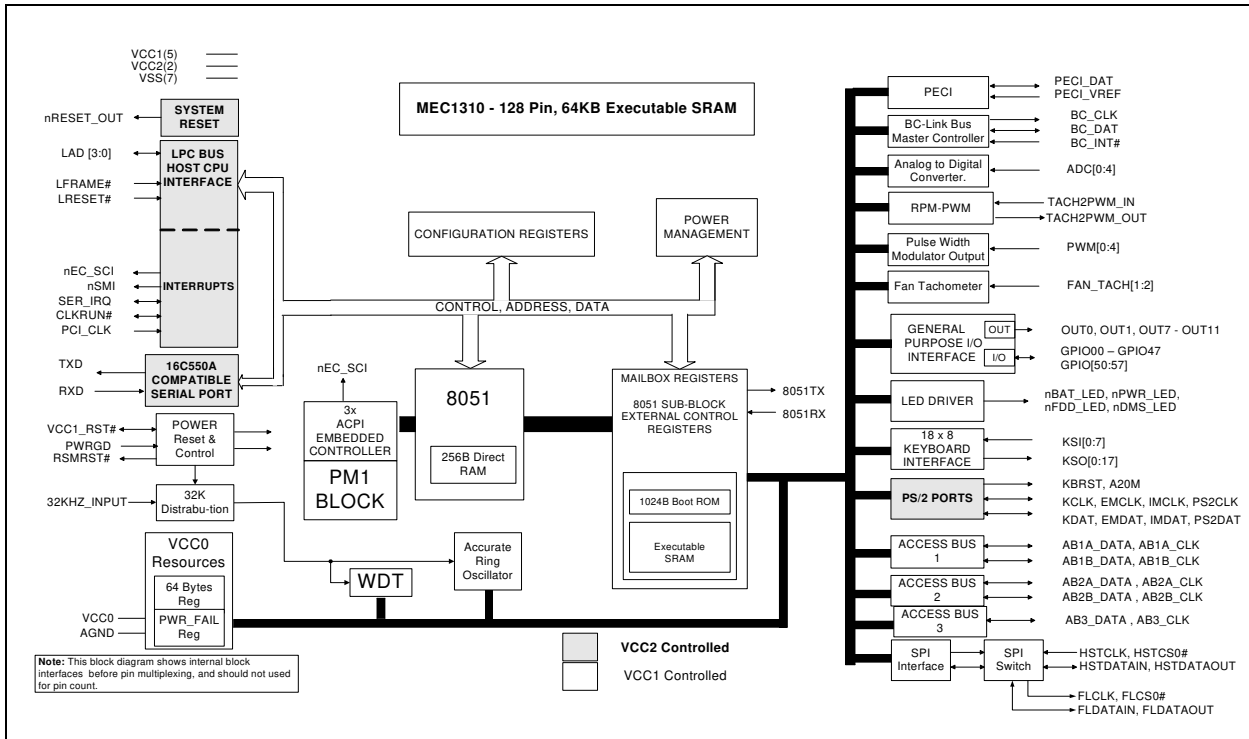 VCC1(5)
VCC2(2)
VSS(7)
SYSTEM
RESET
nRESET_OUT
LAD [3:0]
LFRAME#
LRESET#
LPC BUS
HOST CPU
INTERFACE
nEC_SCI
nSMI
SER_IRQ
CLKRUN#
PCI_CLK
INTERRUPTS
TXD
RXD
16C550A
COMPATIBLE
SERIAL PORT
VCC1_RST#
PWRGD
RSMRST#
POWER
Reset &
Control
32KHZ_INPUT
32K
Distrabu-tion
VCC0
Resources
64 Bytes
Reg
PWR_FAIL
Reg
VCC0
AGND
Note: This block diagram shows internal block
interfaces before pin multiplexing, and should not used
for pin count.
MEC1310 - 128 Pin, 64KB Executable SRAM
CONFIGURATION REGISTERS
POWER
MANAGEMENT
CONTROL, ADDRESS, DATA
nEC_SCI
3x
ACPI
EMBEDDED
CONTROLLER
PM1
BLOCK
8051
256B Direct
RAM
MAILBOX REGISTERS
8051 SUB-BLOCK
EXTERNAL CONTROL
REGISTERS
1024B Boot ROM
Executable
SRAM
8051TX
8051RX
WDT
Accurate
Ring
Oscillator
VCC2 Controlled
VCC1 Controlled
PECI
PECI_DAT
PECI_VREF
BC-Link Bus
Master Controller
BC_CLK
BC_DAT
BC_INT#
Analog to Digital
Converter.
ADC[0:4]
RPM-PWM
TACH2PWM_IN
TACH2PWM_OUT
Pulse Width
Modulator Output
PWM[0:4]
Fan Tachometer
FAN_TACH[1:2]
GENERAL
PURPOSE I/O
INTERFACE
OUT
I/O
OUT0, OUT1, OUT7 - OUT11
GPIO00 – GPIO47
GPIO[50:57]
LED DRIVER
nBAT_LED, nPWR_LED,
nFDD_LED, nDMS_LED
18 x 8
KEYBOARD
INTERFACE
KSI[0:7]
KSO[0:17]
PS/2 PORTS
KBRST, A20M
KCLK, EMCLK, IMCLK, PS2CLK
KDAT, EMDAT, IMDAT, PS2DAT
ACCESS BUS
1
AB1A_DATA, AB1A_CLK
AB1B_DATA, AB1B_CLK
ACCESS BUS
2
AB2A_DATA , AB2A_CLK
AB2B_DATA, AB2B_CLK
ACCESS BUS
3
AB3_DATA , AB3_CLK
SPI
Interface
SPI
Switch
HSTCLK, HSTCS0#
HSTDATAIN, HSTDATAOUT
FLCLK, FLCS0#
FLDATAIN, FLDATAOUT